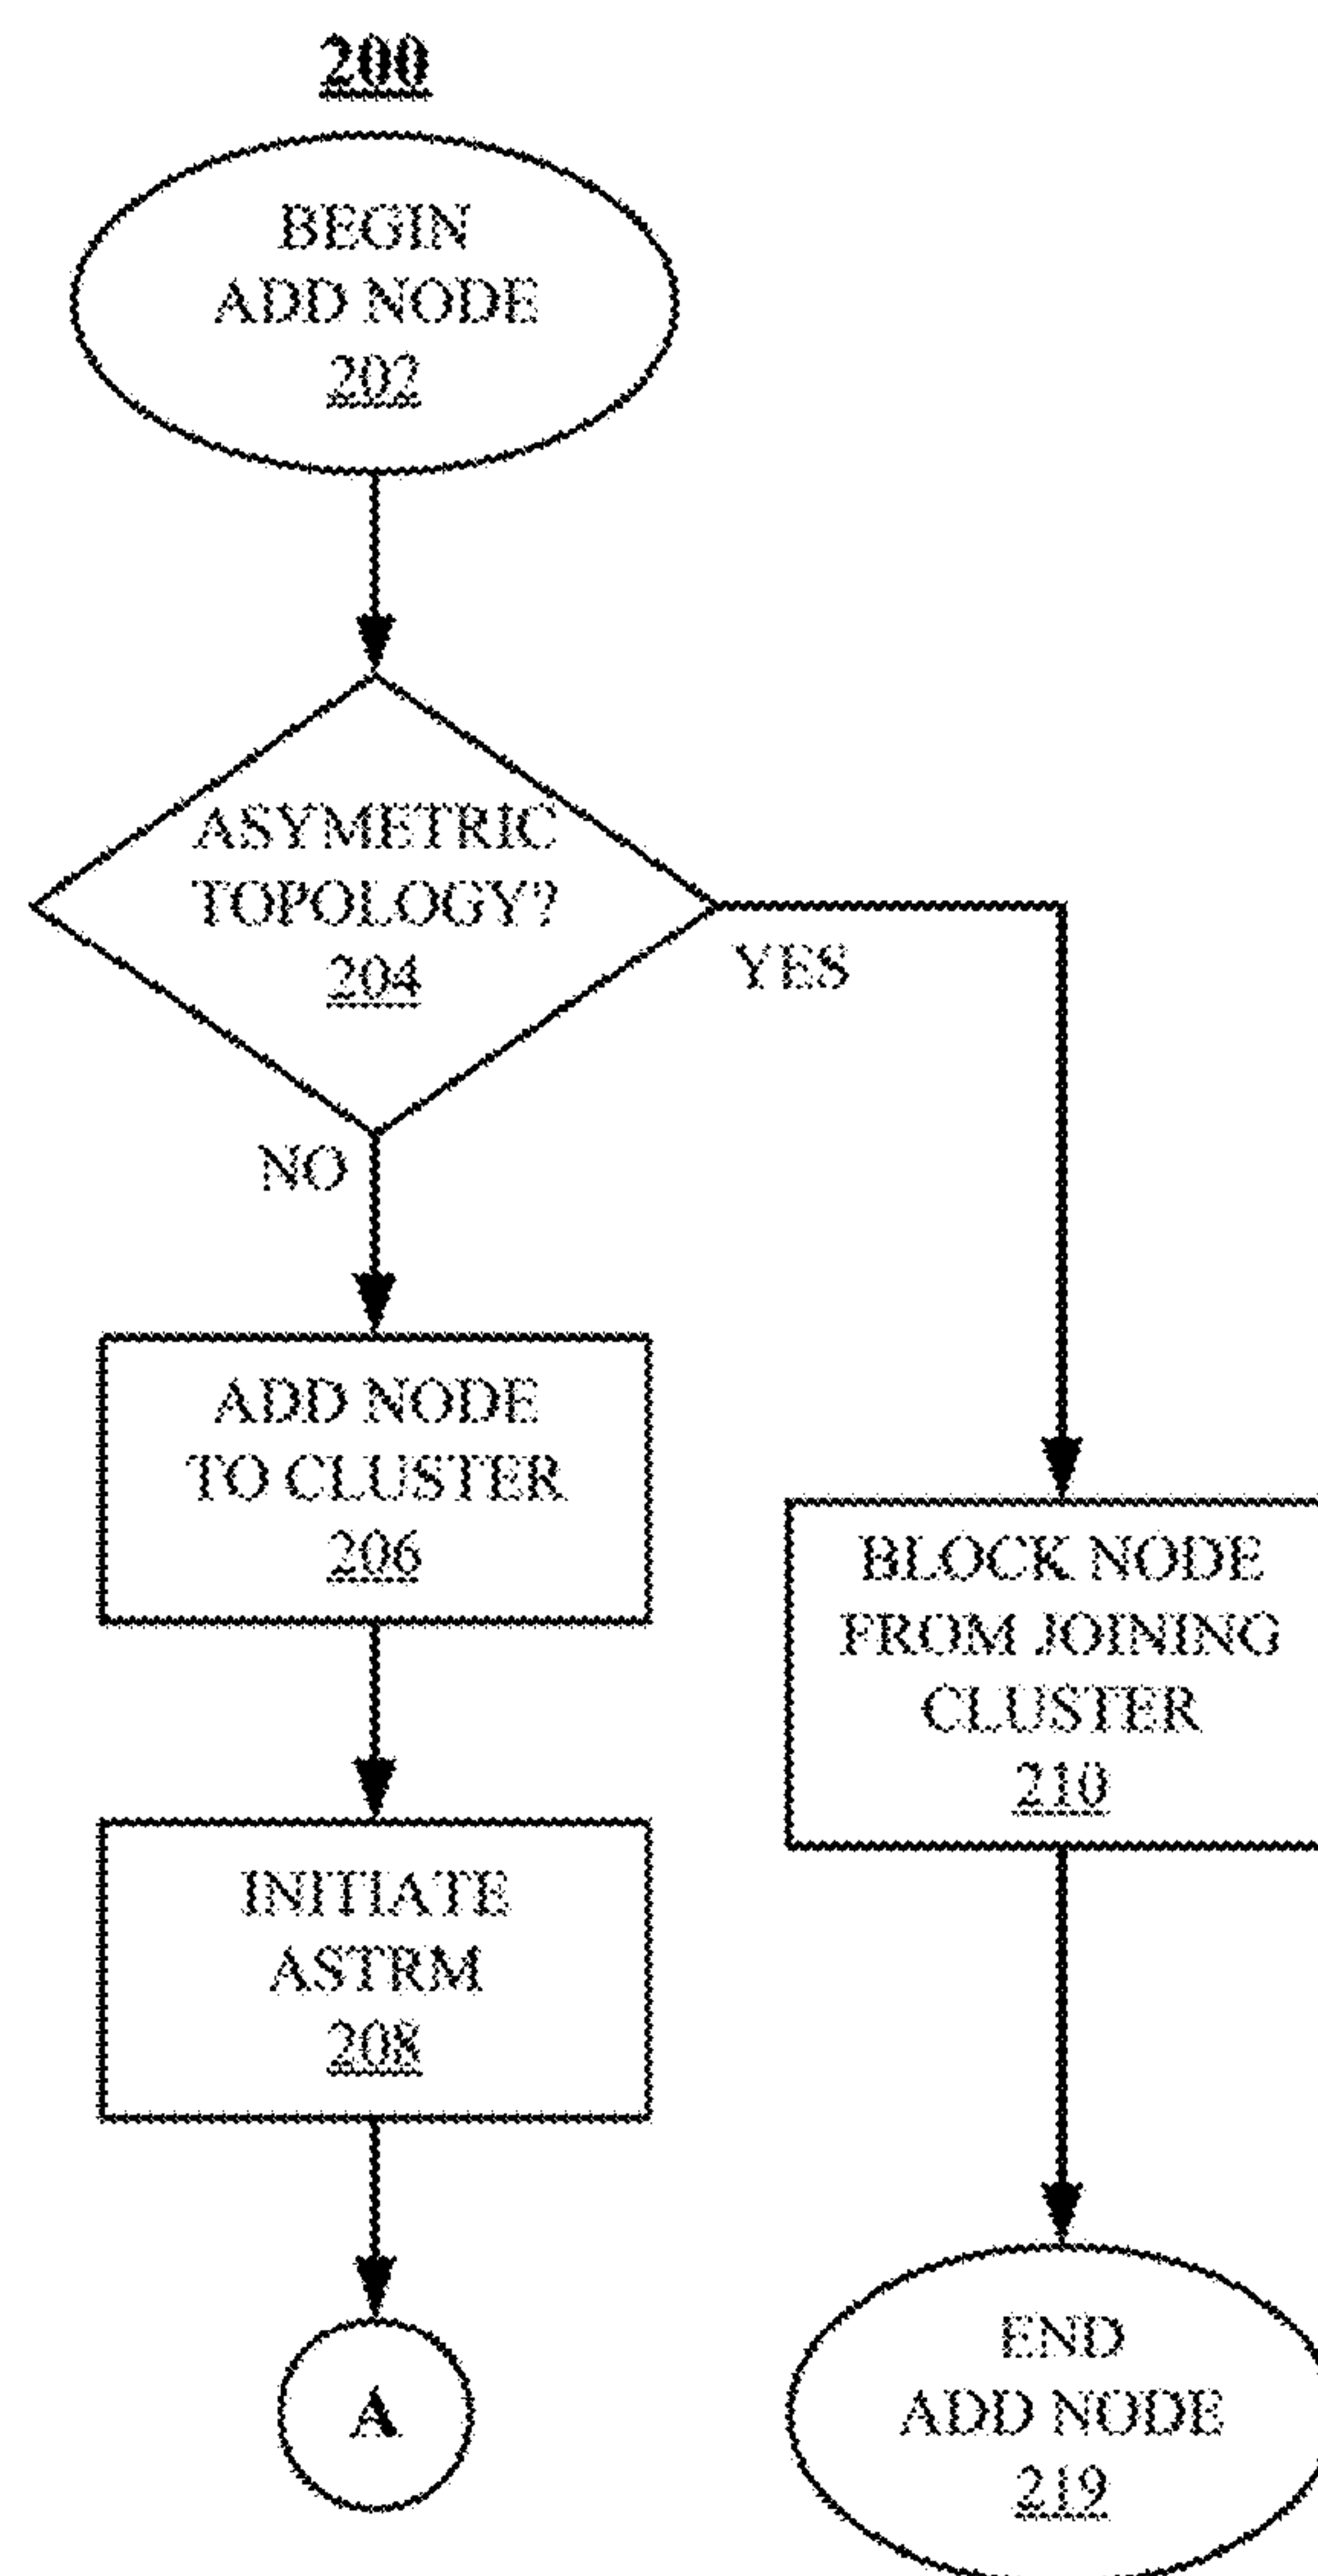 200
BEGIN
ADD NODE
202
ASYMETRIC
TOPOLOGY?
204
YES
NO
ADD NODE
TO CLUSTER
206
BLOCK NODE
FROM JOINING
CLUSTER
210
INITIATE
ASTRM
208
A
END
ADD NODE
219